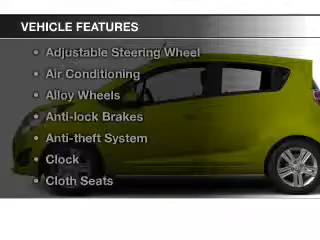 VEHICLE FEATURES
• Adjustable Steering Wheel
• Air Conditioning
• Alloy Wheels
• Anti-lock Brakes
• Anti-theft System
• Clock
• Cloth Seats